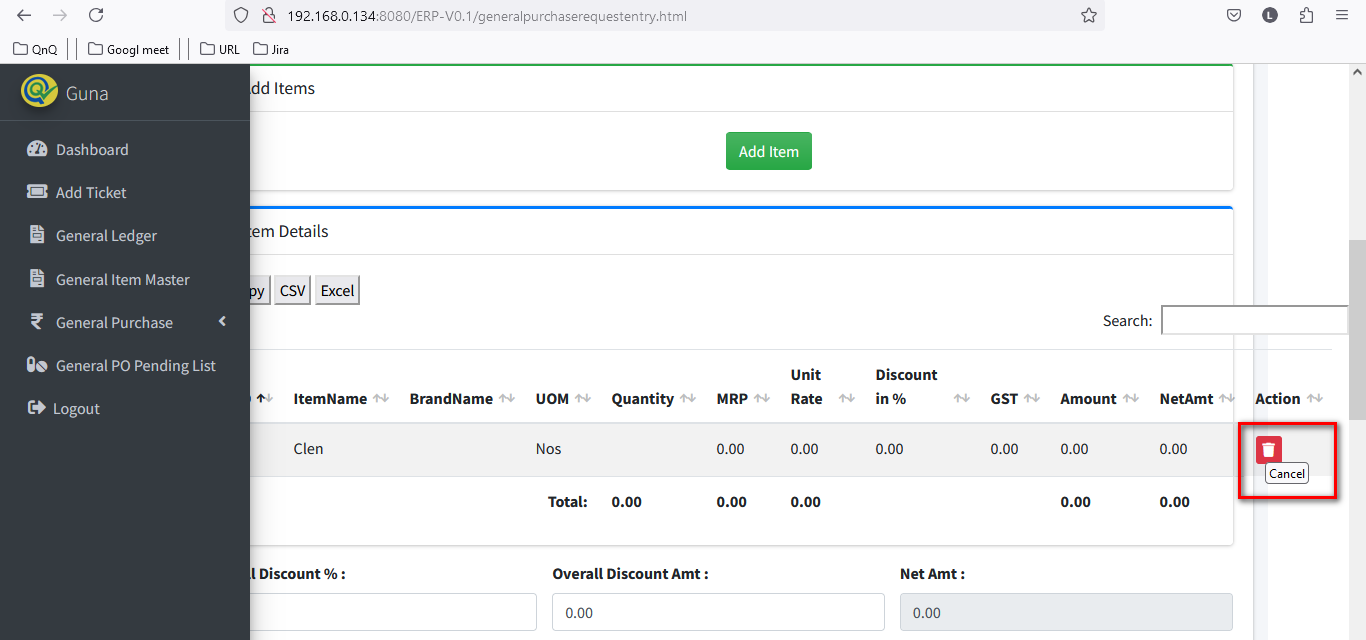 192.168.0.134:8080/ERP-V0.1/generalpurchaserequestentry.html
L
QnQ
Googl meet
URL
Jira
Guna
Dashboard
Add Ticket
General Ledger
General Item Master
General Purchase
General PO Pending List
Logout
dd Items
Add Item
em Details
py
CSV
Excel
Search:
ItemName
BrandName
UOM
Quantity
MRP
Unit
Rate
Discount
in %
GST
Amount
NetAmt
Action
Clen
Nos
0.00
0.00
0.00
0.00
0.00
0.00
Cancel
Total:
0.00
0.00
0.00
0.00
0.00
l Discount % :
Overall Discount Amt :
Net Amt :
0.00
0.00